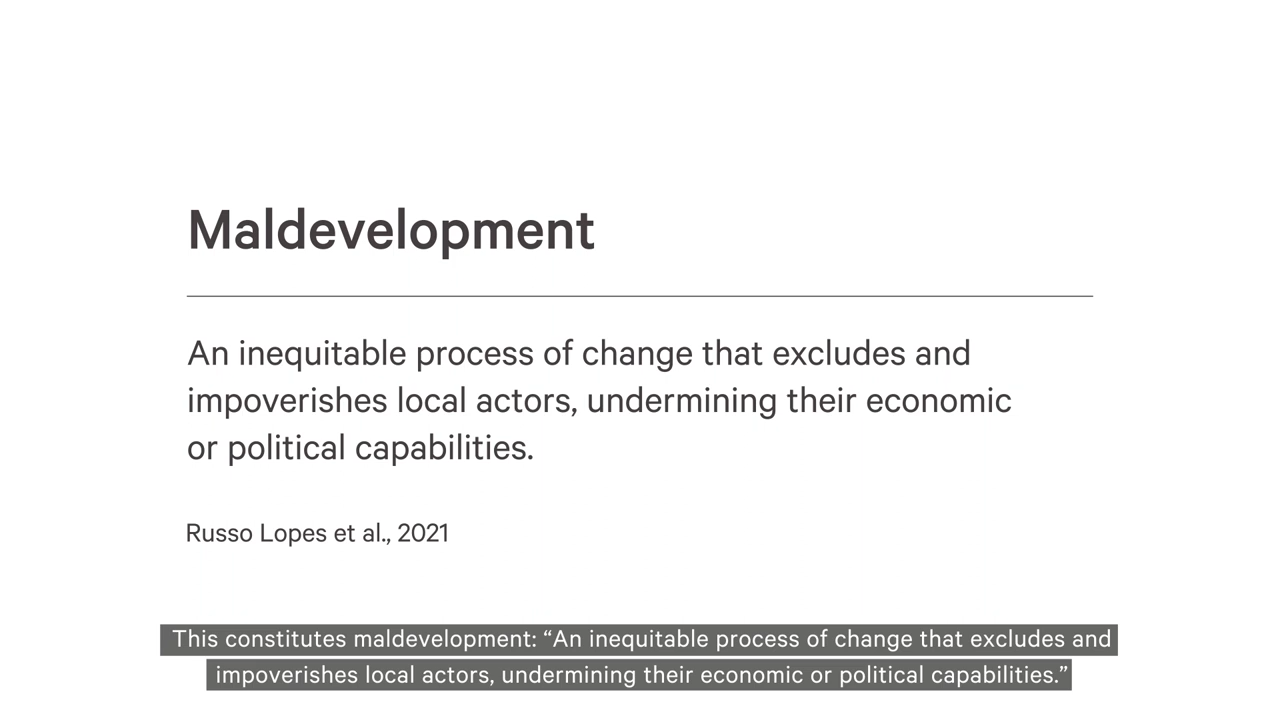 Maldevelopment
An inequitable process of change that excludes and
impoverishes local actors, undermining their economic
or political capabilities.
Russo Lopes et al., 2021
This constitutes maldevelopment: “An inequitable process of change that excludes and
impoverishes local actors, undermining their economic or political capabilities.”